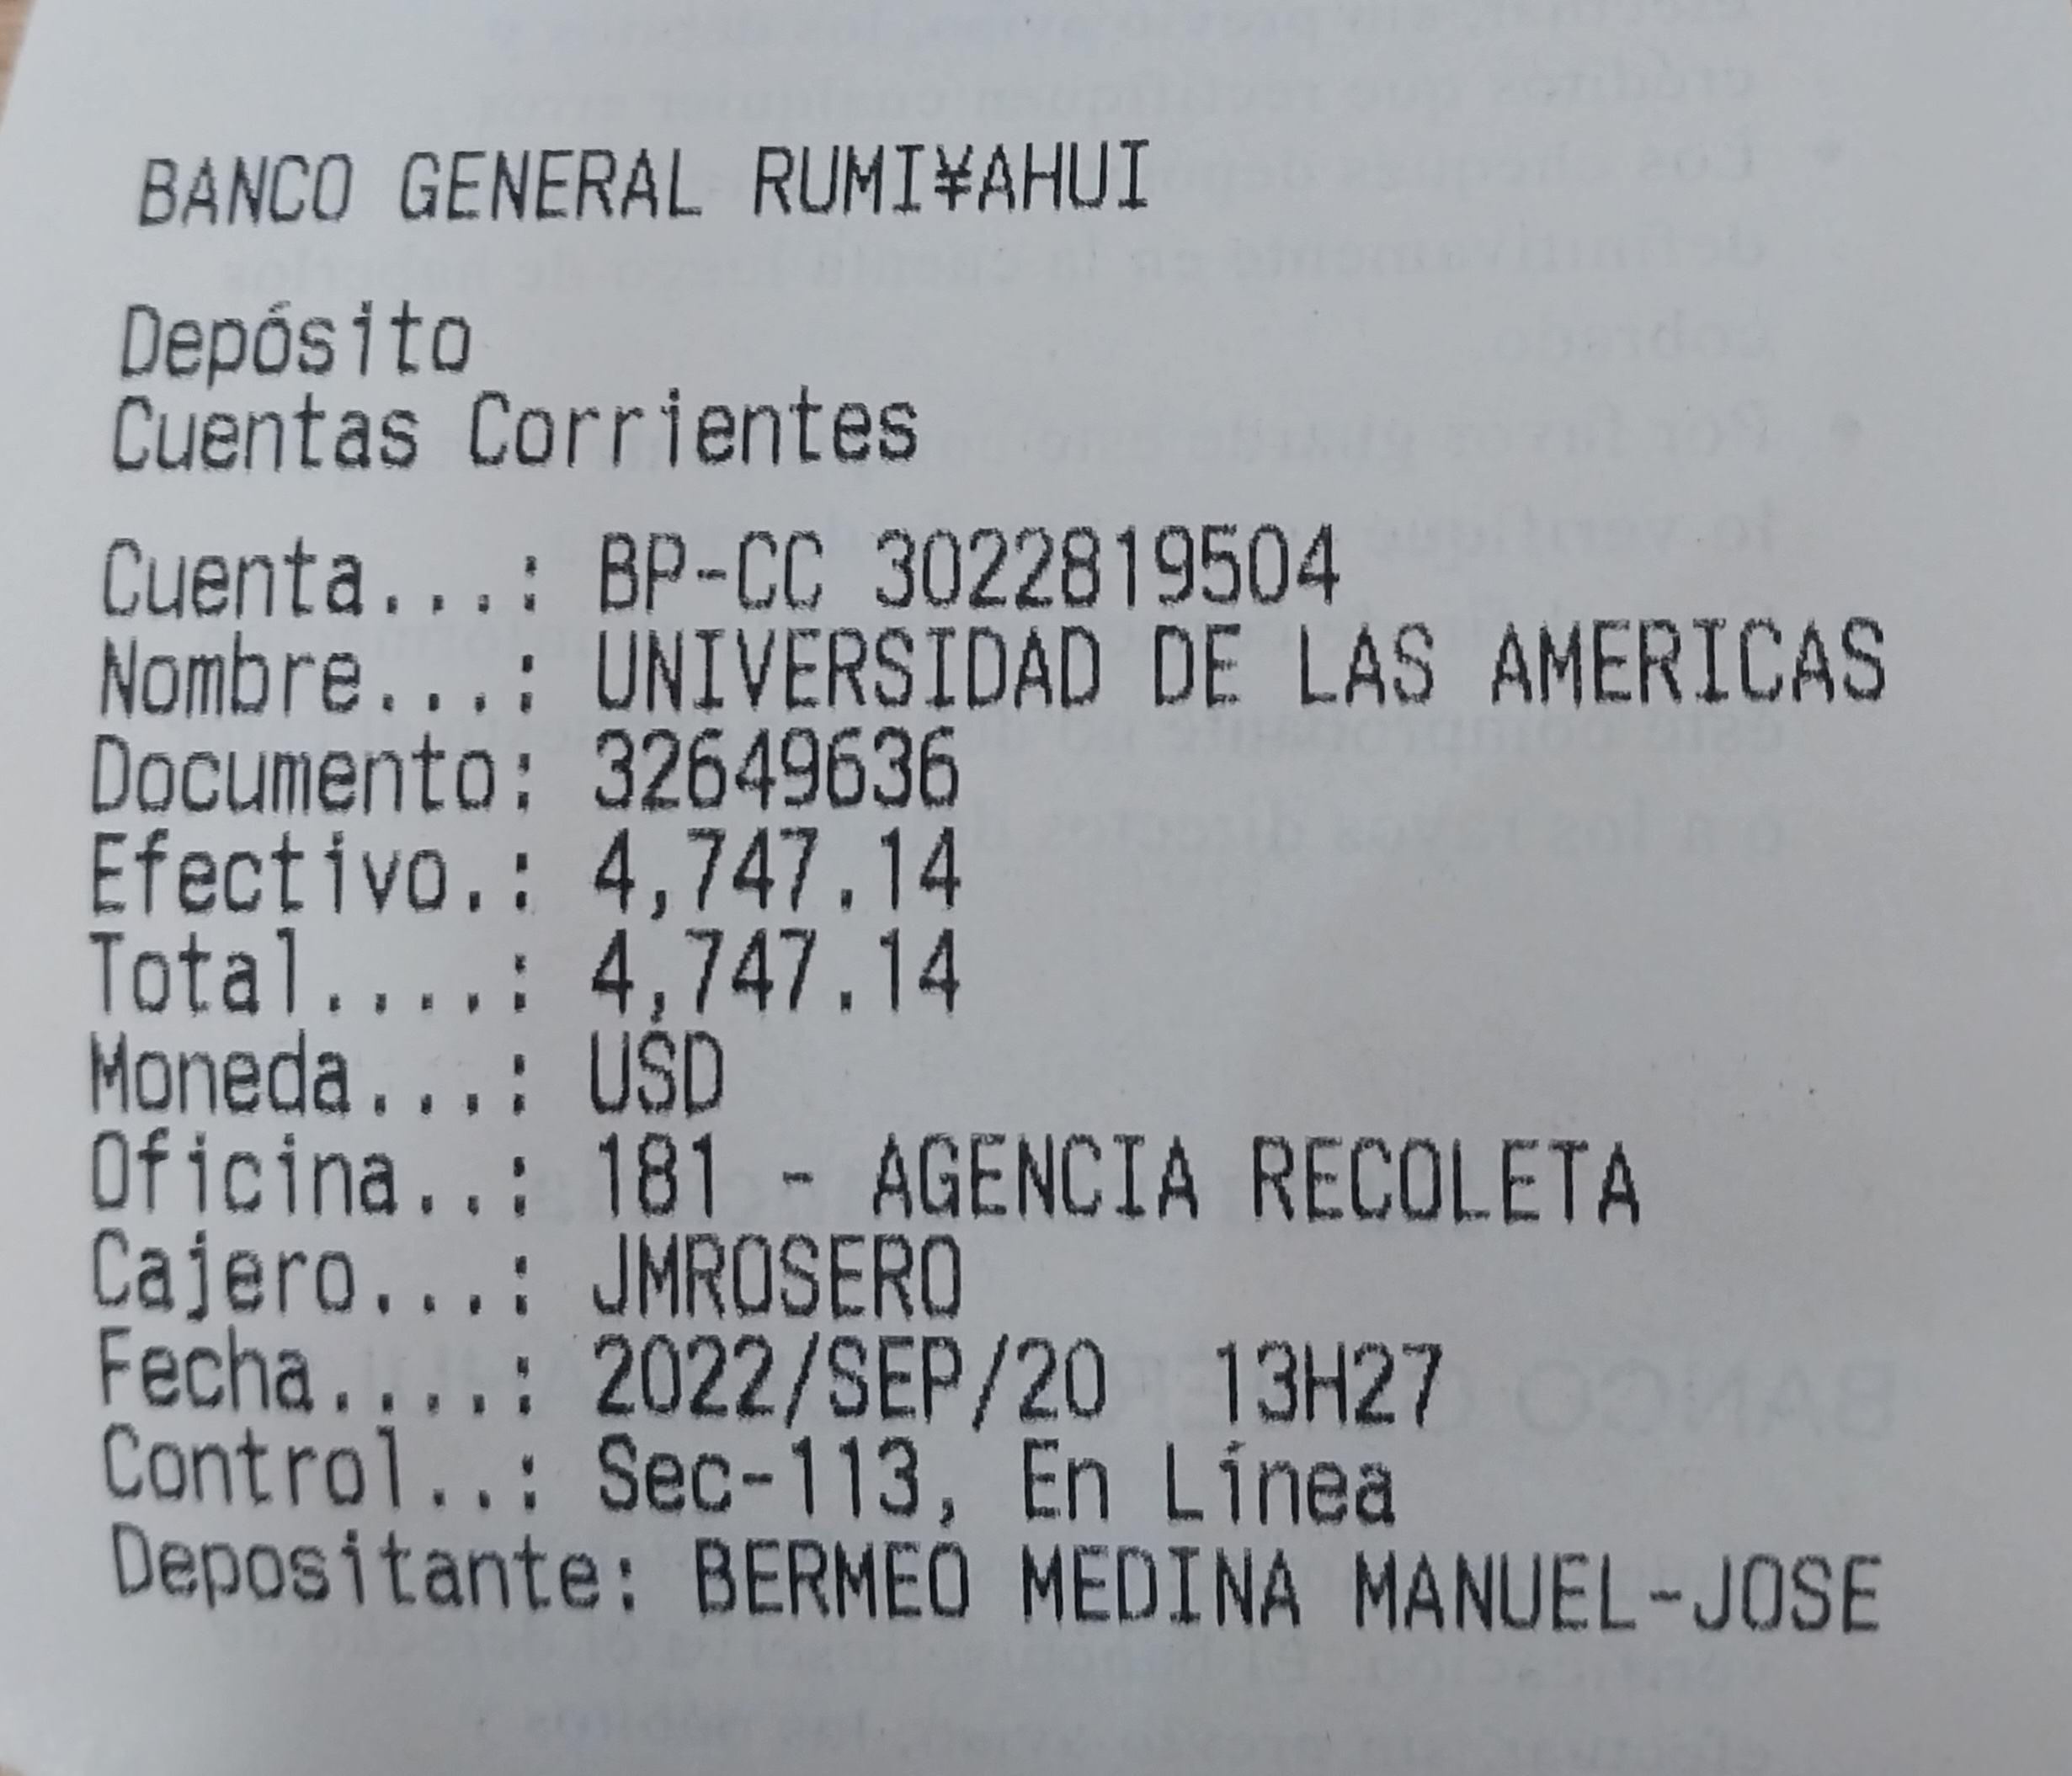 BANCO GENERAL RUMI¥AHUI
Depósito
Cuentas Corrientes
Cuenta...: BP-CC 3022819504
Nombre...: UNIVERSIDAD DE LAS AMERICAS
Documento: 32649636
Efectivo.: 4,747.14
Total....: 4,747.14
Moneda...: USD
Oficina..: 181 - AGENCIA RECOLETA
Cajero...: JMROSERO
Fecha....: 2022/SEP/20  13H27
Control..: Sec-113, En Línea
Depositante: BERMEO MEDINA MANUEL-JOSE